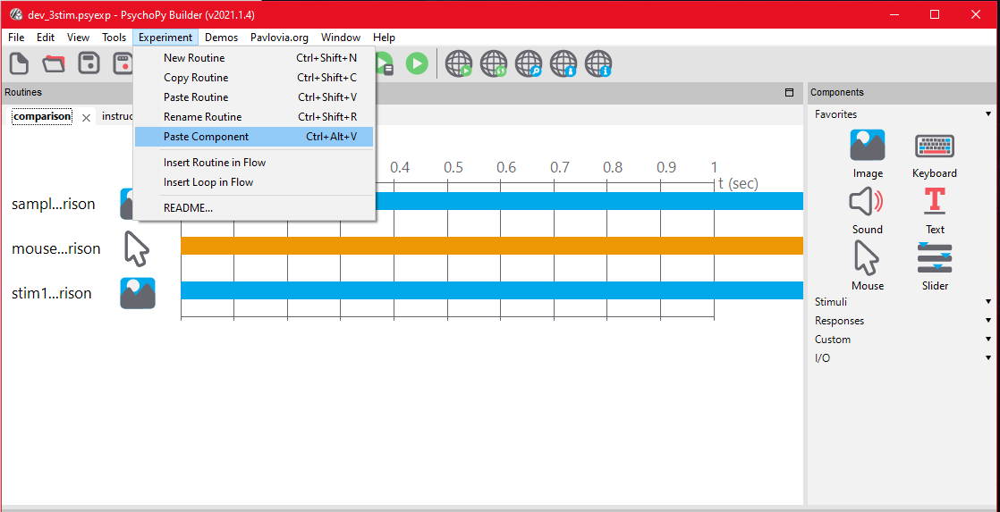 dev_3stim.psyexp - PsychoPy Builder (v2021.1.4)
File Edit View Tools Experiment Demos Pavlovia.org Window Help
New Routine Ctrl+Shift+N
Copy Routine Ctrl+Shift+C
Paste Routine Ctrl+Shift+V
Rename Routine Ctrl+Shift+R
Paste Component Ctrl+Alt+V
Insert Routine in Flow
Insert Loop in Flow
README...
Routines
comparison instruc
0.4 0.5 0.6 0.7 0.8 0.9 1
t (sec)
sampl...rison
mouse...rison
stim1...rison
Components
Favorites
Image Keyboard
Sound Text
Mouse Slider
Stimuli
Responses
Custom
I/O